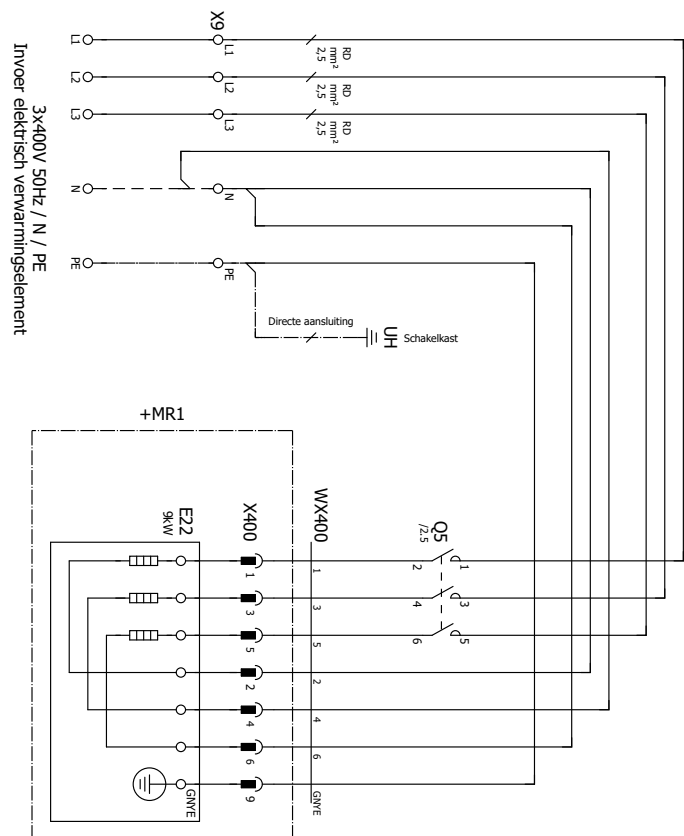 X9
L1
L1
RD
mm²
2,5
L2
L2
RD
mm²
2,5
L3
L3
RD
mm²
2,5
N
N
PE
PE
3x400V 50Hz / N / PE
Invoer elektrisch verwarmingselement
Directe aansluiting
UH
Schakelkast
+MR1
WX400
X400
E22
9kW
Q5
/2.5
1
2
3
4
5
6
1
3
5
2
4
6
GNYE
1
3
5
2
4
6
9
GNYE